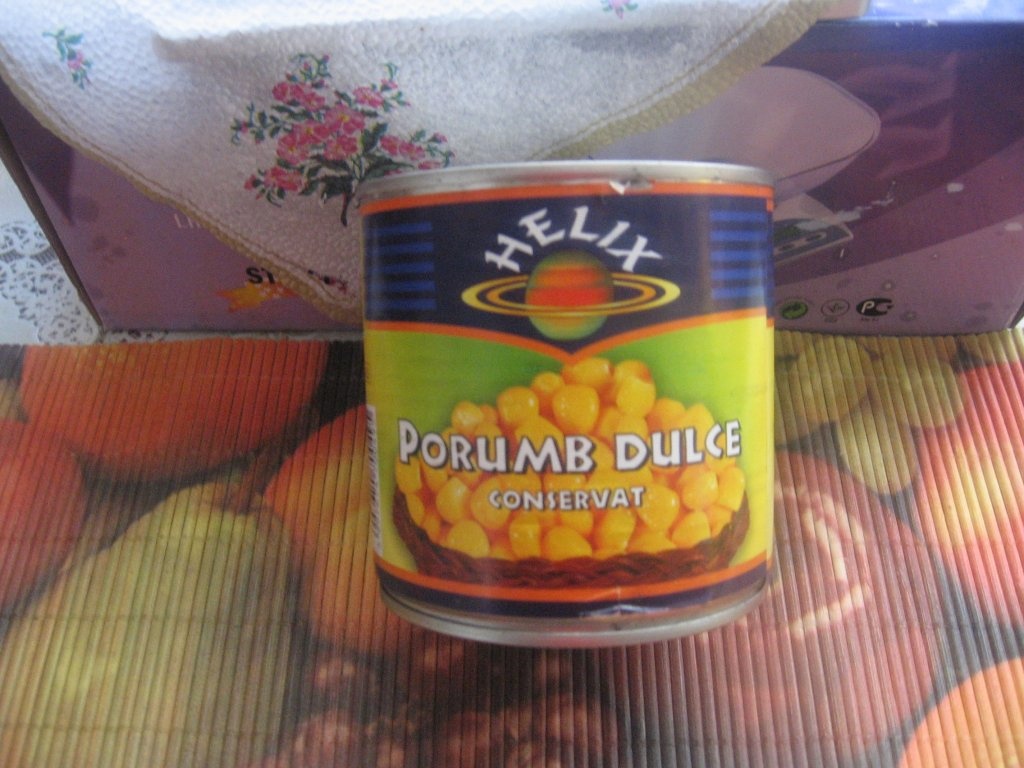 HELIX
PORUMB DULCE
CONSERVAT